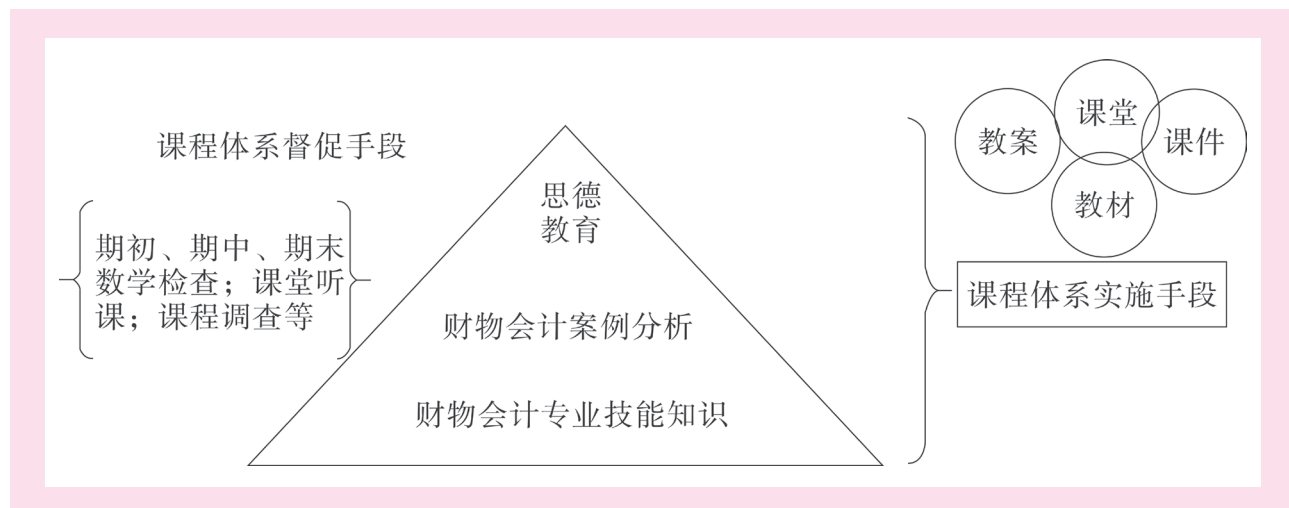 课程体系督促手段
期初、期中、期末
数学检查；课堂听
课；课程调查等
思德
教育
财物会计案例分析
财物会计专业技能知识
教案
课堂
课件
教材
课程体系实施手段